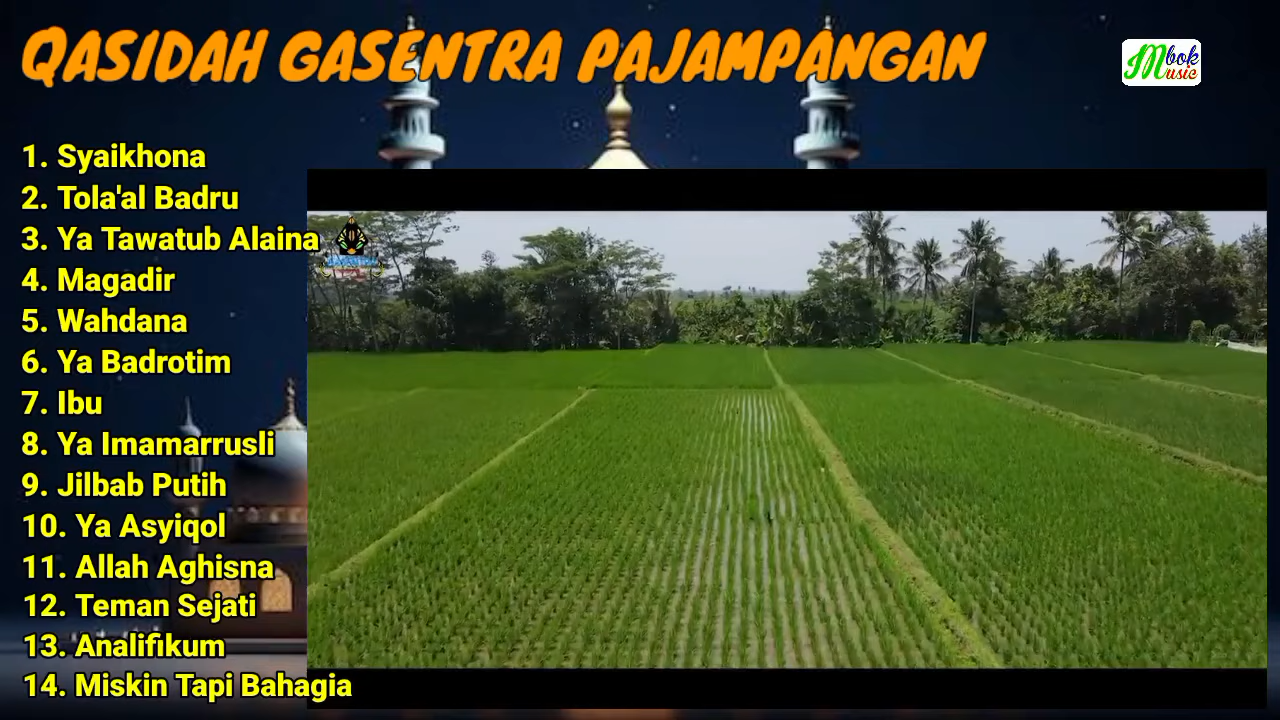 QASIDAH GASENTRA PAJAMPANGAN
Mbok
Music
1. Syaikhona
2. Tola'al Badru
3. Ya Tawatub Alaina
4. Magadir
5. Wahdana
6. Ya Badrotim
7. Ibu
8. Ya Imamarrusli
9. Jilbab Putih
10. Ya Asyiqol
11. Allah Aghisna
12. Teman Sejati
13. Analifikum
14. Miskin Tapi Bahagia